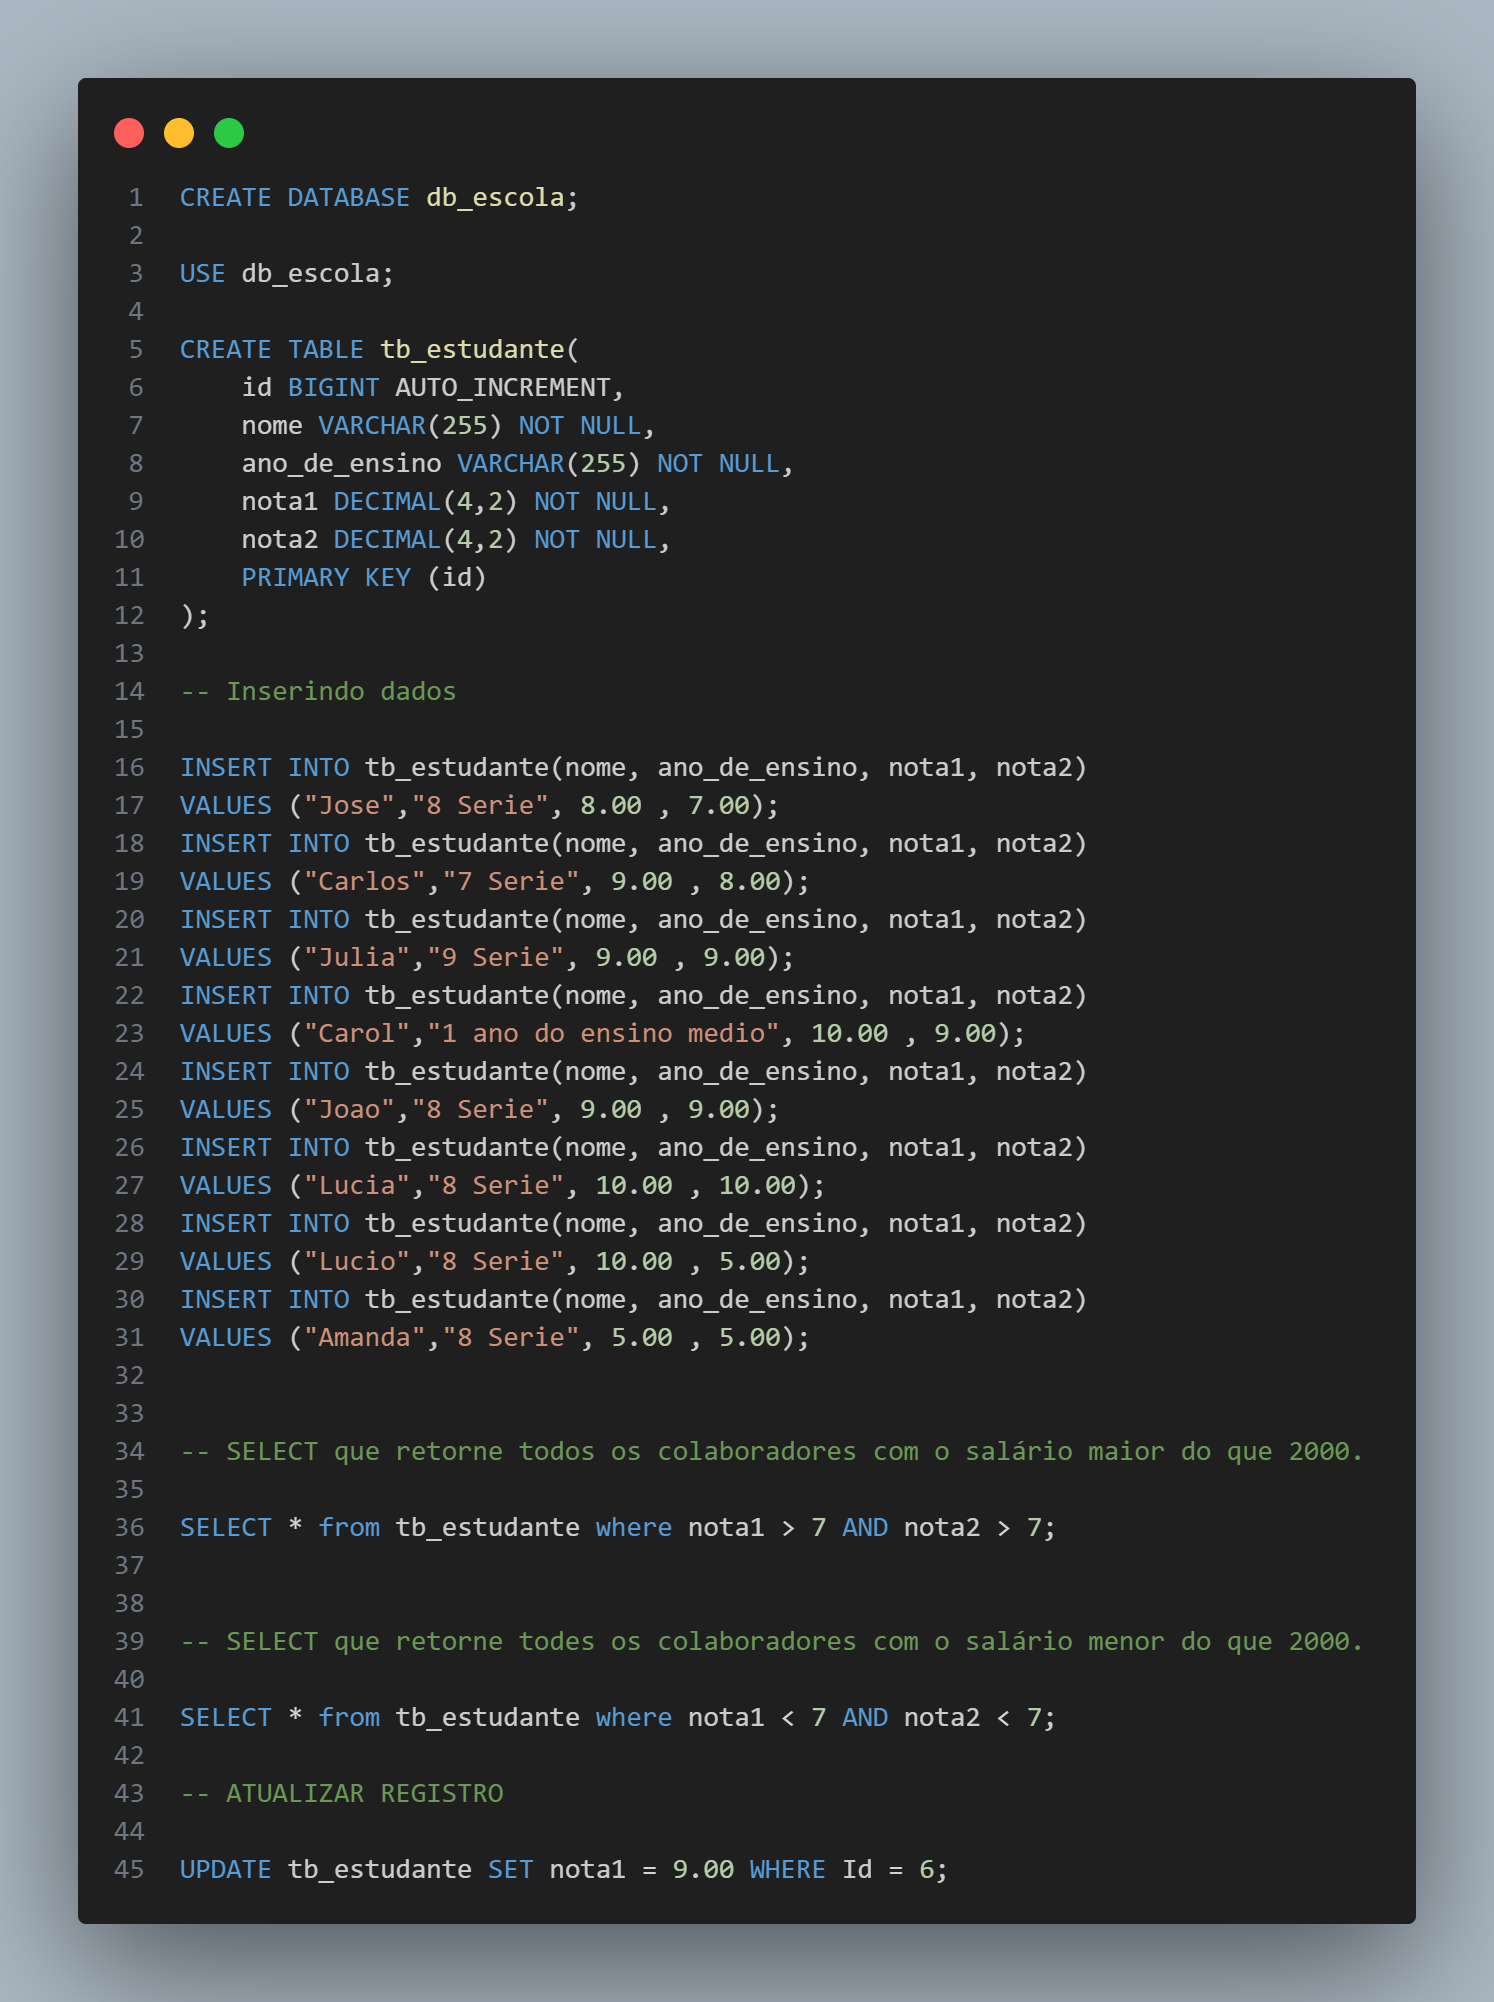 1 CREATE DATABASE db_escola;
2
3 USE db_escola;
4
5 CREATE TABLE tb_estudante(
6     id BIGINT AUTO_INCREMENT,
7     nome VARCHAR(255) NOT NULL,
8     ano_de_ensino VARCHAR(255) NOT NULL,
9     nota1 DECIMAL(4,2) NOT NULL,
10     nota2 DECIMAL(4,2) NOT NULL,
11     PRIMARY KEY (id)
12 );
13
14 -- Inserindo dados
15
16 INSERT INTO tb_estudante(nome, ano_de_ensino, nota1, nota2)
17 VALUES ("Jose","8 Serie", 8.00 , 7.00);
18 INSERT INTO tb_estudante(nome, ano_de_ensino, nota1, nota2)
19 VALUES ("Carlos","7 Serie", 9.00 , 8.00);
20 INSERT INTO tb_estudante(nome, ano_de_ensino, nota1, nota2)
21 VALUES ("Julia","9 Serie", 9.00 , 9.00);
22 INSERT INTO tb_estudante(nome, ano_de_ensino, nota1, nota2)
23 VALUES ("Carol","1 ano do ensino medio", 10.00 , 9.00);
24 INSERT INTO tb_estudante(nome, ano_de_ensino, nota1, nota2)
25 VALUES ("Joao","8 Serie", 9.00 , 9.00);
26 INSERT INTO tb_estudante(nome, ano_de_ensino, nota1, nota2)
27 VALUES ("Lucia","8 Serie", 10.00 , 10.00);
28 INSERT INTO tb_estudante(nome, ano_de_ensino, nota1, nota2)
29 VALUES ("Lucio","8 Serie", 10.00 , 5.00);
30 INSERT INTO tb_estudante(nome, ano_de_ensino, nota1, nota2)
31 VALUES ("Amanda","8 Serie", 5.00 , 5.00);
32
33
34 -- SELECT que retorne todos os colaboradores com o salário maior do que 2000.
35
36 SELECT * from tb_estudante where nota1 > 7 AND nota2 > 7;
37
38
39 -- SELECT que retorne todes os colaboradores com o salário menor do que 2000.
40
41 SELECT * from tb_estudante where nota1 < 7 AND nota2 < 7;
42
43 -- ATUALIZAR REGISTRO
44
45 UPDATE tb_estudante SET nota1 = 9.00 WHERE Id = 6;